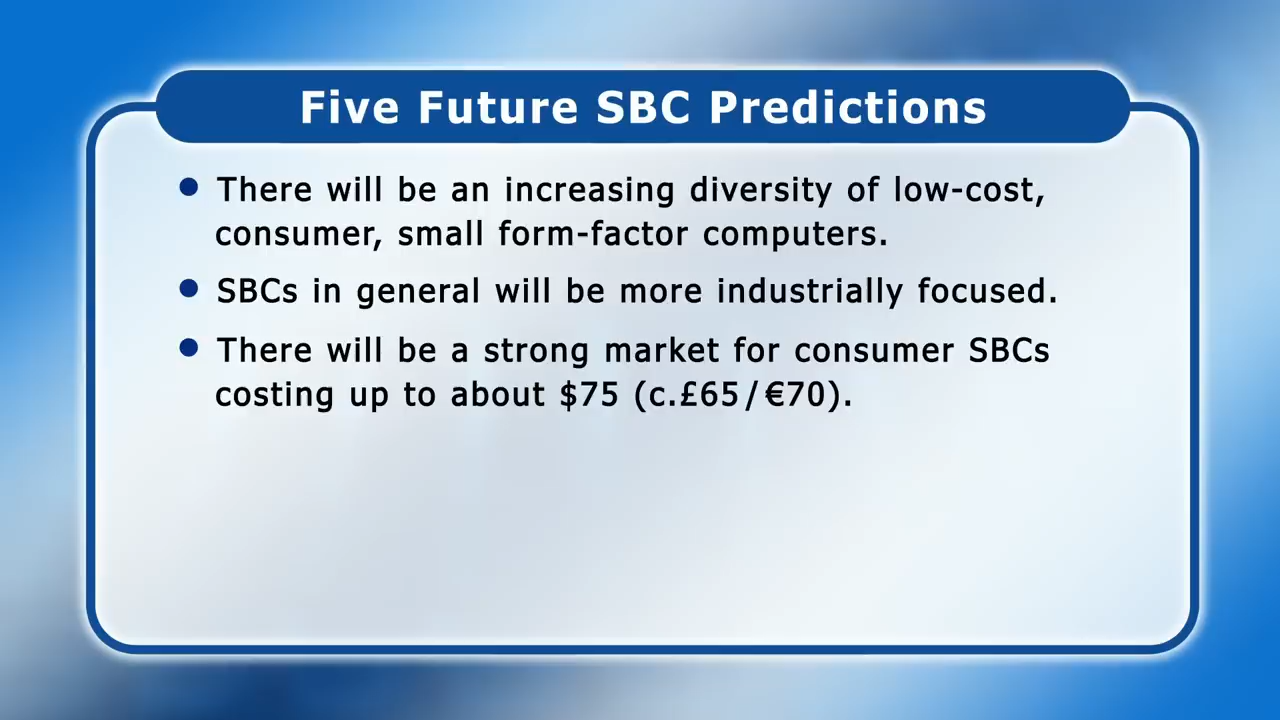 Five Future SBC Predictions
There will be an increasing diversity of low-cost,
consumer, small form-factor computers.
SBCs in general will be more industrially focused.
There will be a strong market for consumer SBCs
costing up to about $75 (c.£65/€70).